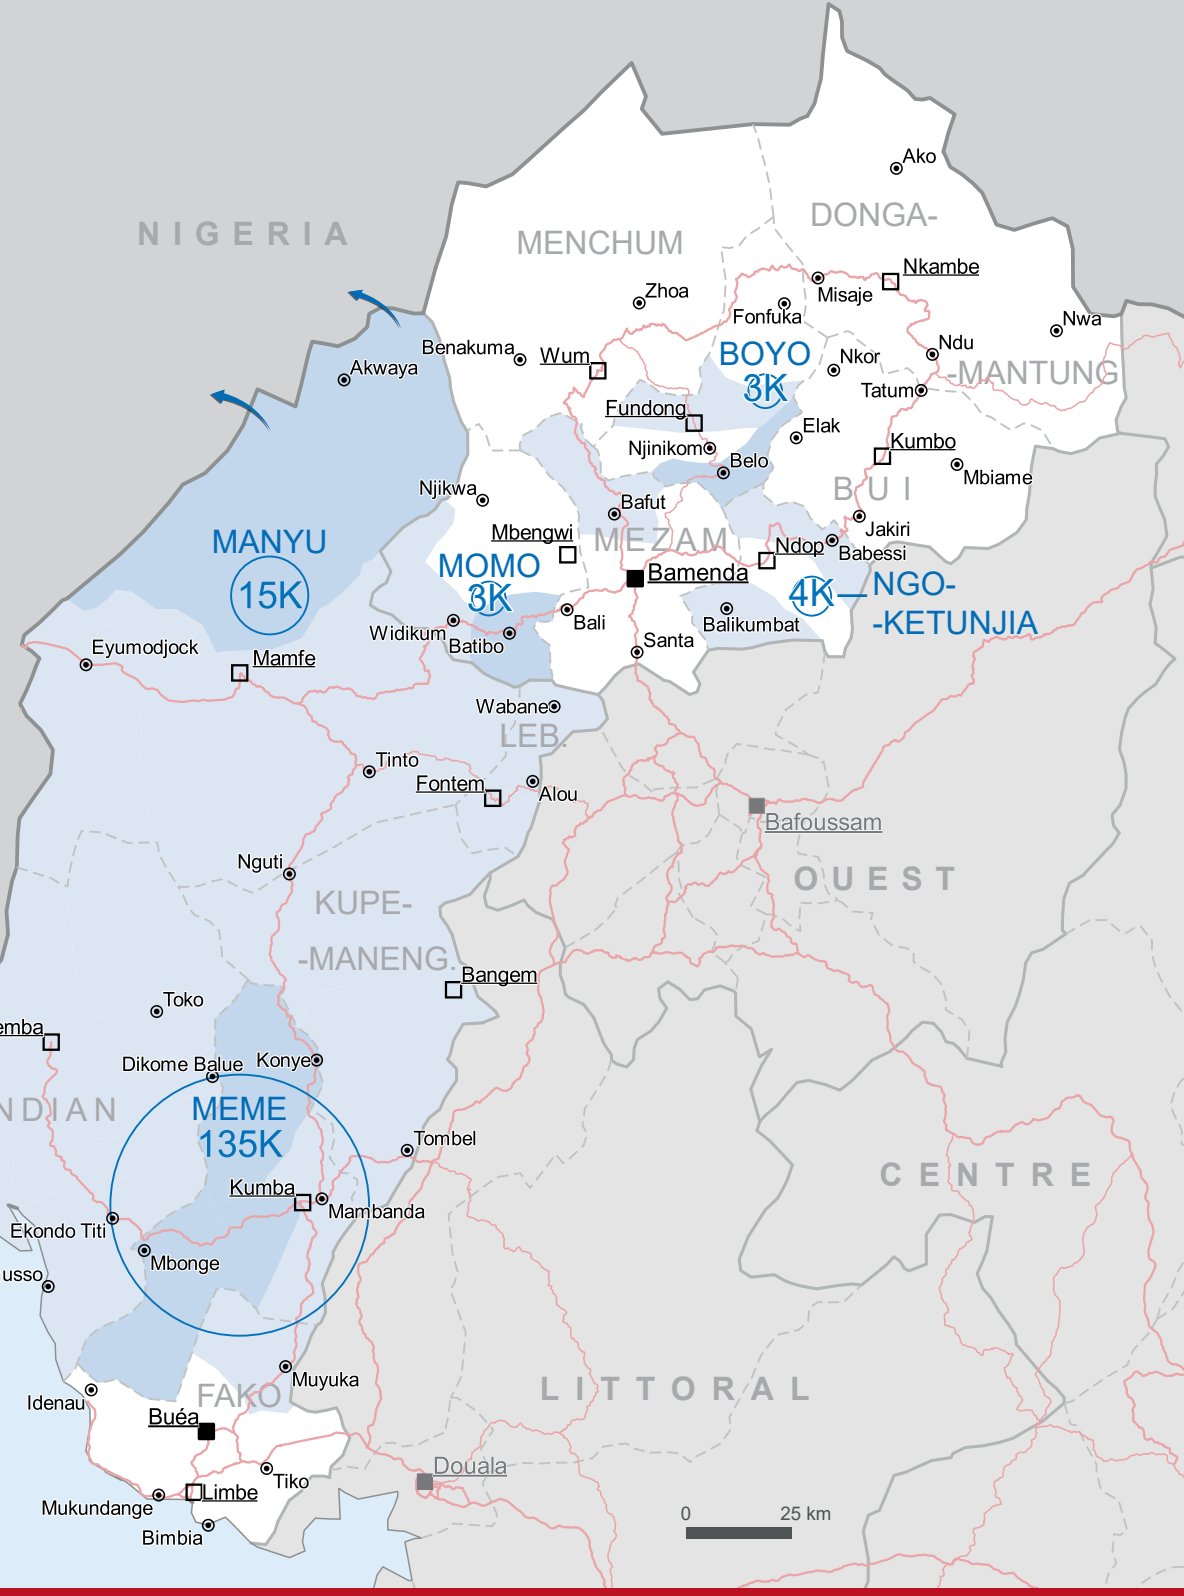 Ako
DONGA-
NIGERIA
MENCHUM
Nkambe
Misaje
Zhoa
Fonfuka
Nwa
Ndu
Benakuma
Wum
BOYO
3K
Nkor
-MANTUNG
Akwaya
Tatum
Fundong
Elak
Kumbo
Njinikom
Belo
Mbiame
BUI
Njikwa
Bafut
Jakiri
Mbengwi
MEZAM
Ndop
Babessi
MANYU
15K
MOMO
3K
Bamenda
4K
NGO-
-KETUNJIA
Widikum
Batibo
Bali
Balikumbat
Santa
Eyumodjock
Mamfe
Wabane
LEB.
Tinto
Fontem
Alou
Bafoussam
Nguti
OUEST
KUPE-
-MANENG.
Bangem
Toko
emba
Dikome Balue
Konye
NDIAN
MEME
135K
Tombel
CENTRE
Kumba
Mambanda
Ekondo Titi
Mbonge
usso
Muyuka
Idenau
FAKO
LITTORAL
Buéa
Douala
Tiko
Limbe
Mukundange
Bimbia
0
25 km